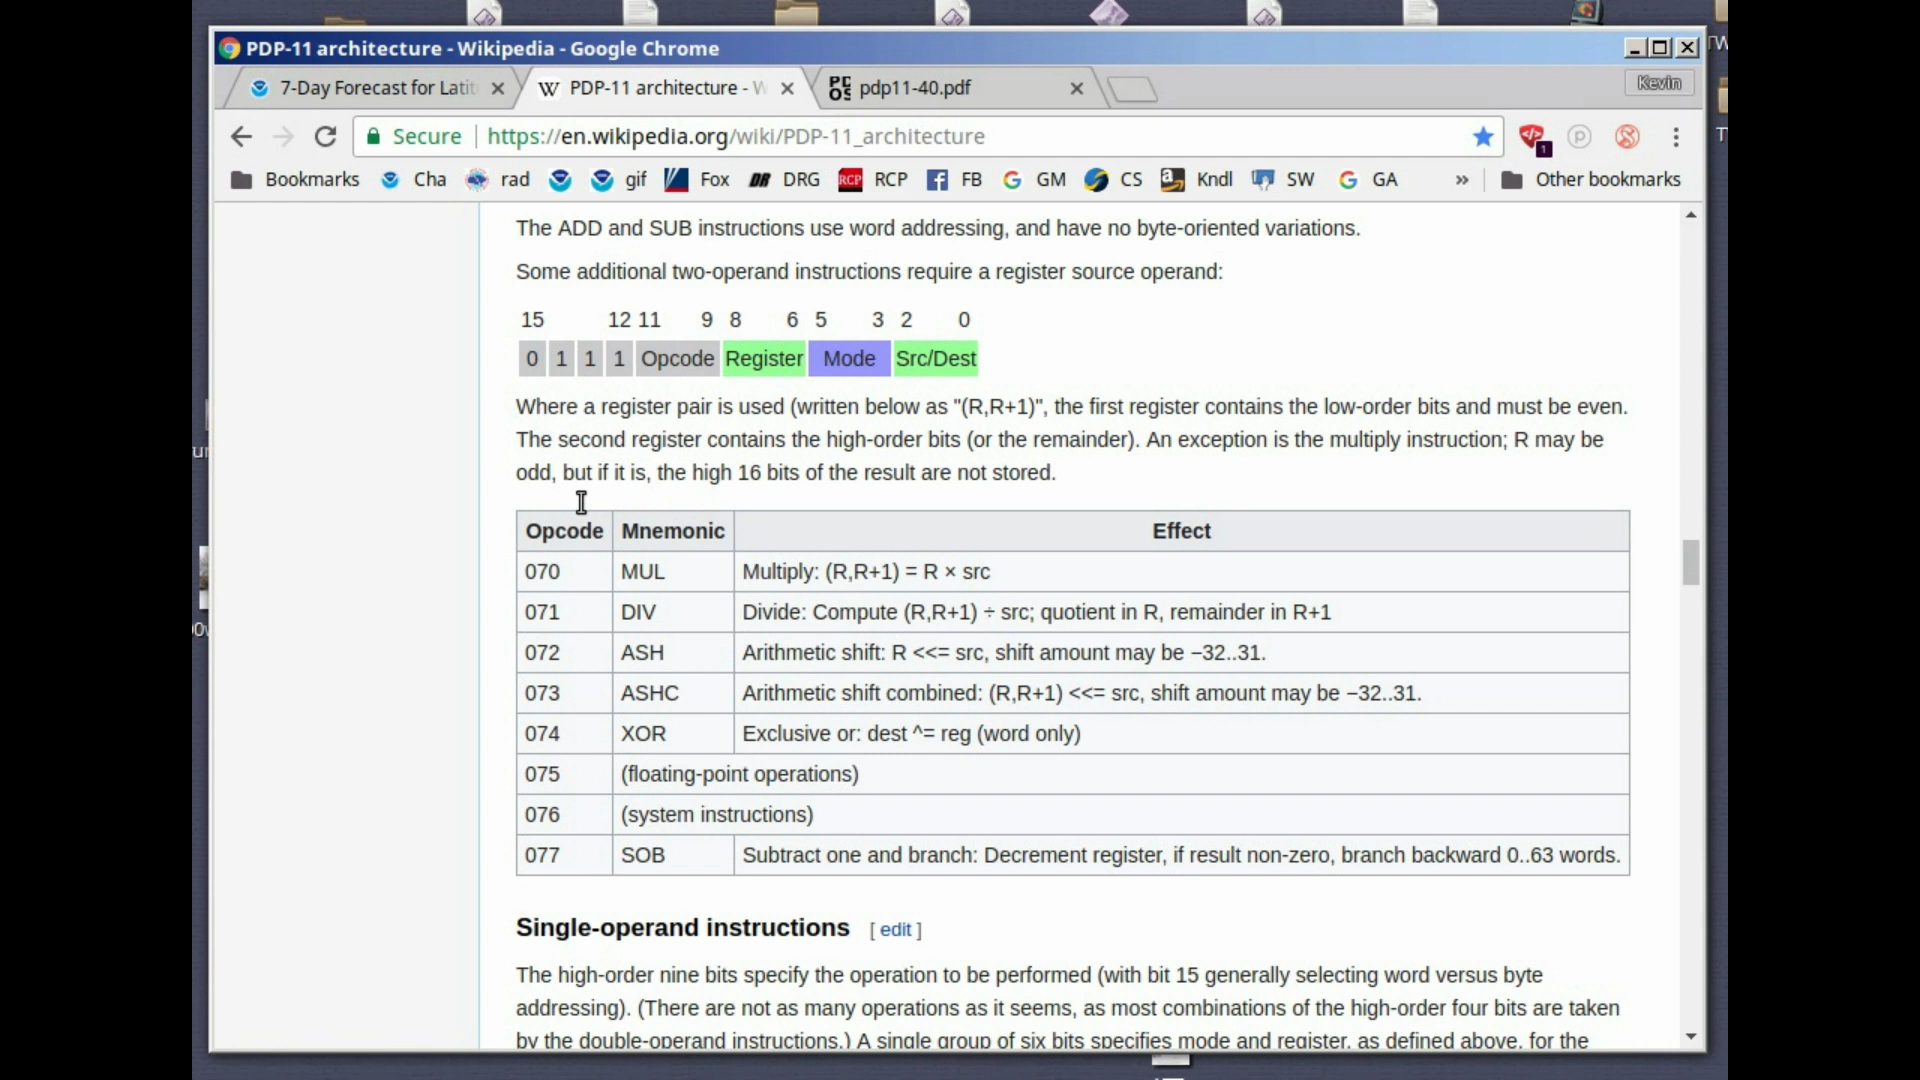 PDP-11 architecture - Wikipedia - Google Chrome
7-Day Forecast for Latit
PDP-11 architecture - W
pdp11-40.pdf
Kevin
Secure
https://en.wikipedia.org/wiki/PDP-11_architecture
1
Bookmarks Cha rad gif Fox DR DRG RCP RCP FB GM CS Kndl SW GA » Other bookmarks
The ADD and SUB instructions use word addressing, and have no byte-oriented variations.
Some additional two-operand instructions require a register source operand:
15 12 11 9 8 6 5 3 2 0
0 1 1 1 Opcode Register Mode Src/Dest
Where a register pair is used (written below as "(R,R+1)", the first register contains the low-order bits and must be even.
The second register contains the high-order bits (or the remainder). An exception is the multiply instruction; R may be
odd, but if it is, the high 16 bits of the result are not stored.
Opcode Mnemonic Effect
070 MUL Multiply: (R,R+1) = R × src
071 DIV Divide: Compute (R,R+1) ÷ src; quotient in R, remainder in R+1
072 ASH Arithmetic shift: R <<= src, shift amount may be −32..31.
073 ASHC Arithmetic shift combined: (R,R+1) <<= src, shift amount may be −32..31.
074 XOR Exclusive or: dest ^= reg (word only)
075 (floating-point operations)
076 (system instructions)
077 SOB Subtract one and branch: Decrement register, if result non-zero, branch backward 0..63 words.
Single-operand instructions [ edit ]
The high-order nine bits specify the operation to be performed (with bit 15 generally selecting word versus byte
addressing). (There are not as many operations as it seems, as most combinations of the high-order four bits are taken
by the double-operand instructions.) A single group of six bits specifies mode and register, as defined above, for the